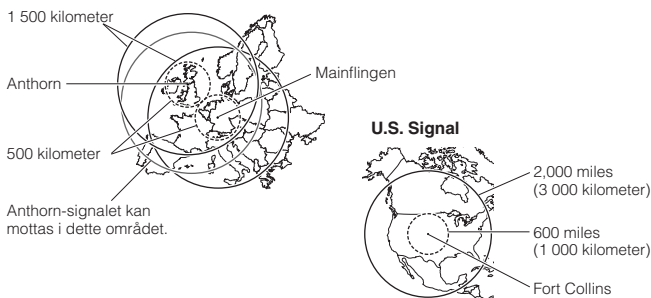 1 500 kilometer
Anthorn
Mainflingen
500 kilometer
Anthorn-signalet kan
mottas i dette området.
U.S. Signal
2,000 miles
(3 000 kilometer)
600 miles
(1 000 kilometer)
Fort Collins